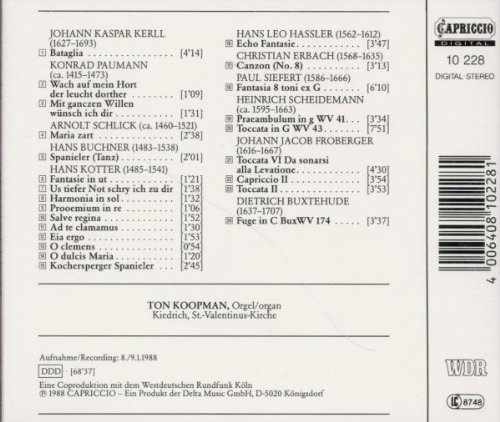 JOHANN KASPAR KERLL
(1627-1693)
1 Bataglia [4'14]
KONRAD PAUMANN
(ca. 1415-1473)
2 Wach auf mein Hort
der leucht dorther [1'09]
3 Mit ganczen Willen
wünsch ich dir [1'31]
ARNOLT SCHLICK (ca. 1460-1521)
4 Maria zart [2'38]
HANS BUCHNER (1483-1538)
5 Spanieler (Tanz) [2'01]
HANS KOTTER (1485-1541)
6 Fantasie in ut [1'21]
7 Us tiefer Not schry ich zu dir [1'38]
8 Harmonia in sol [1'32]
9 Prooemium in re [1'06]
10 Salve regina [1'52]
11 Ad te clamamus [1'30]
12 Eia ergo [1'53]
13 O clemens [0'54]
14 O dulcis Maria [1'20]
15 Kochersperger Spanieler [2'45]
HANS LEO HASSLER (1562-1612)
16 Echo Fantasie [3'47]
CHRISTIAN ERBACH (1568-1635)
17 Canzon (No. 8) [3'13]
PAUL SIEFERT (1586-1666)
18 Fantasia 8 toni ex G [6'10]
HEINRICH SCHEIDEMANN
(ca. 1595-1663)
19 Praeambulum in g WV 41 [3'34]
20 Toccata in G WV 43 [7'51]
JOHANN JACOB FROBERGER
(1616-1667)
21 Toccata VI Da sonarsi
alla Levatione [4'30]
22 Capriccio II [3'54]
23 Toccata II [3'53]
DIETRICH BUXTEHUDE
(1637-1707)
24 Fuge in C BuxWV 174 [3'37]
CAPRICCIO
DIGITAL
10 228
DIGITAL-STEREO
4 006408 102281
TON KOOPMAN, Orgel/organ
Kiedrich, St.-Valentinus-Kirche
Aufnahme/Recording: 8./9.1.1988
DDD [68'37]
Eine Coproduktion mit dem Westdeutschen Rundfunk Köln
Ⓟ 1988 CAPRICCIO – Ein Produkt der Delta Music GmbH, D-5020 Königsdorf
WDR
LC 8748